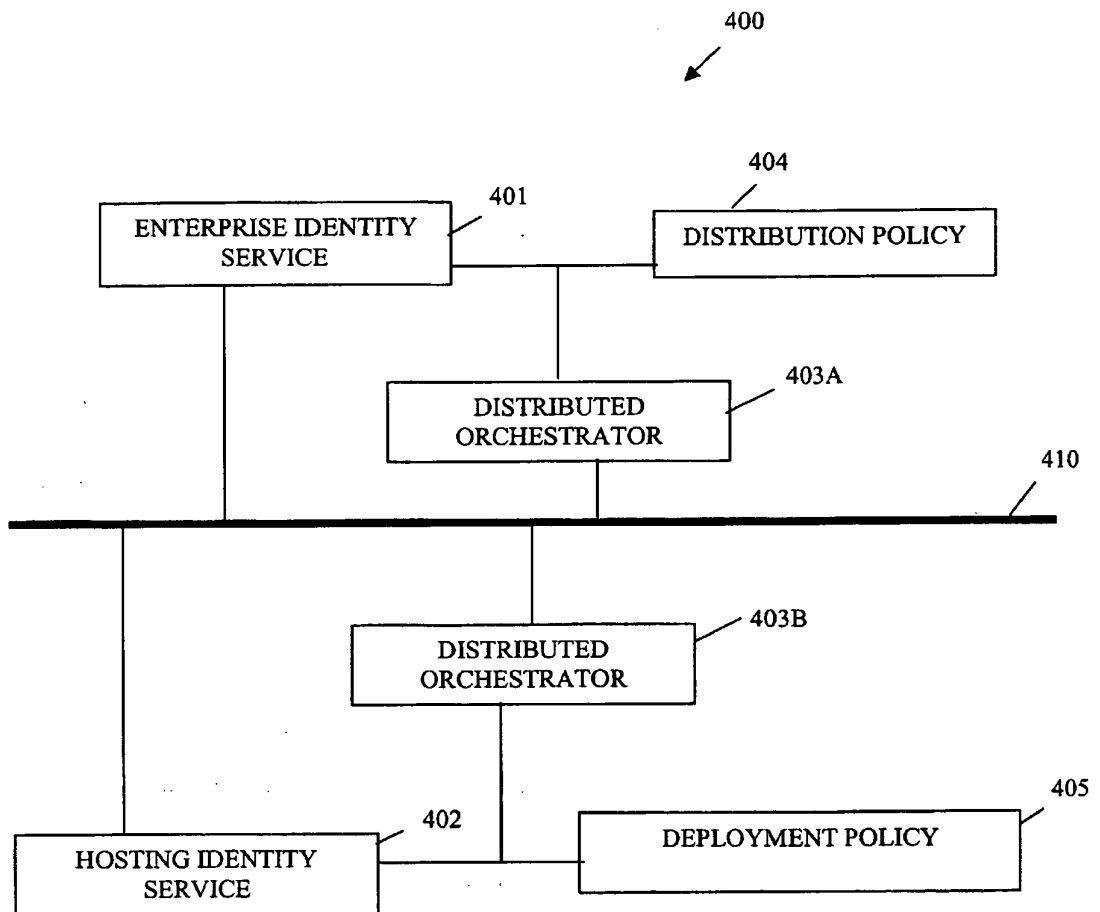 400
404
401
ENTERPRISE IDENTITY
SERVICE
DISTRIBUTION POLICY
403A
DISTRIBUTED
ORCHESTRATOR
410
403B
DISTRIBUTED
ORCHESTRATOR
405
402
DEPLOYMENT POLICY
HOSTING IDENTITY
SERVICE